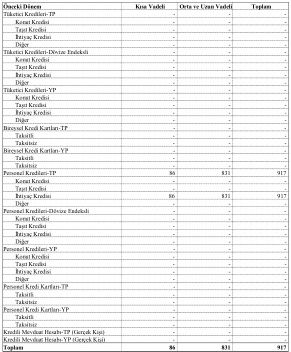 Önceki Dönem Kısa Vadeli Orta ve Uzun Vadeli Toplam
Tüketici Kredileri-TP - - -
Konut Kredisi - - -
Taşıt Kredisi - - -
İhtiyaç Kredisi - - -
Diğer - - -
Tüketici Kredileri-Dövize Endeksli - - -
Konut Kredisi - - -
Taşıt Kredisi - - -
İhtiyaç Kredisi - - -
Diğer - - -
Tüketici Kredileri-YP - - -
Konut Kredisi - - -
Taşıt Kredisi - - -
İhtiyaç Kredisi - - -
Diğer - - -
Bireysel Kredi Kartları-TP - - -
Taksitli - - -
Taksitsiz - - -
Bireysel Kredi Kartları-YP - - -
Taksitli - - -
Taksitsiz - - -
Personel Kredileri-TP 86 831 917
Konut Kredisi - - -
Taşıt Kredisi - - -
İhtiyaç Kredisi 86 831 917
Diğer - - -
Personel Kredileri-Dövize Endeksli - - -
Konut Kredisi - - -
Taşıt Kredisi - - -
İhtiyaç Kredisi - - -
Diğer - - -
Personel Kredileri-YP - - -
Konut Kredisi - - -
Taşıt Kredisi - - -
İhtiyaç Kredisi - - -
Diğer - - -
Personel Kredi Kartları-TP - - -
Taksitli - - -
Taksitsiz - - -
Personel Kredi Kartları-YP - - -
Taksitli - - -
Taksitsiz - - -
Kredili Mevduat Hesabı-TP (Gerçek Kişi) - - -
Kredili Mevduat Hesabı-YP (Gerçek Kişi) - - -
Toplam 86 831 917